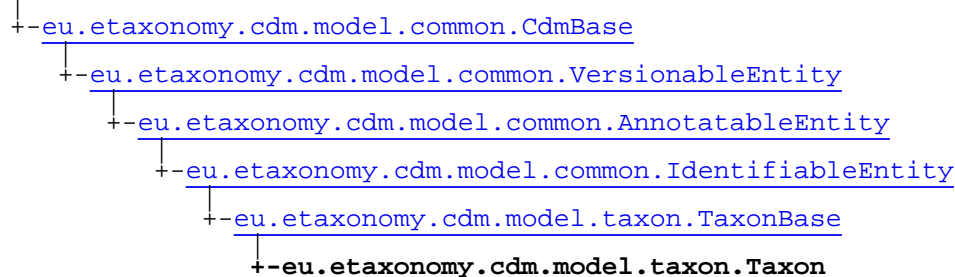 +-eu.etaxonomy.cdm.model.common.CdmBase
+-eu.etaxonomy.cdm.model.common.VersionableEntity
+-eu.etaxonomy.cdm.model.common.AnnotatableEntity
+-eu.etaxonomy.cdm.model.common.IdentifiableEntity
+-eu.etaxonomy.cdm.model.taxon.TaxonBase
+-eu.etaxonomy.cdm.model.taxon.Taxon